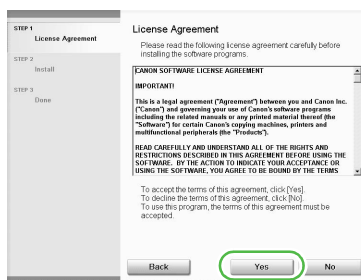 STEP 1
License Agreement
STEP 2
Install
STEP 3
Done
License Agreement
Please read the following license agreement carefully before
installing the software programs.
CANON SOFTWARE LICENSE AGREEMENT
IMPORTANT!
This is a legal agreement ("Agreement") between you and Canon Inc.
("Canon") and governing your use of Canon's software programs
including the related manuals or any printed material thereof (the
"Software") for certain Canon's copying machines, printers and
multifunctional peripherals (the "Products").
READ CAREFULLY AND UNDERSTAND ALL OF THE RIGHTS AND
RESTRICTIONS DESCRIBED IN THIS AGREEMENT BEFORE USING THE
SOFTWARE. BY THE ACTION TO INDICATE YOUR ACCEPTANCE OR
USING THE SOFTWARE, YOU AGREE TO BE BOUND BY THE TERMS
To accept the terms of this agreement, click [Yes].
To decline the terms of this agreement, click [No].
To use this program, the terms of this agreement must be
accepted.
Back
Yes
No